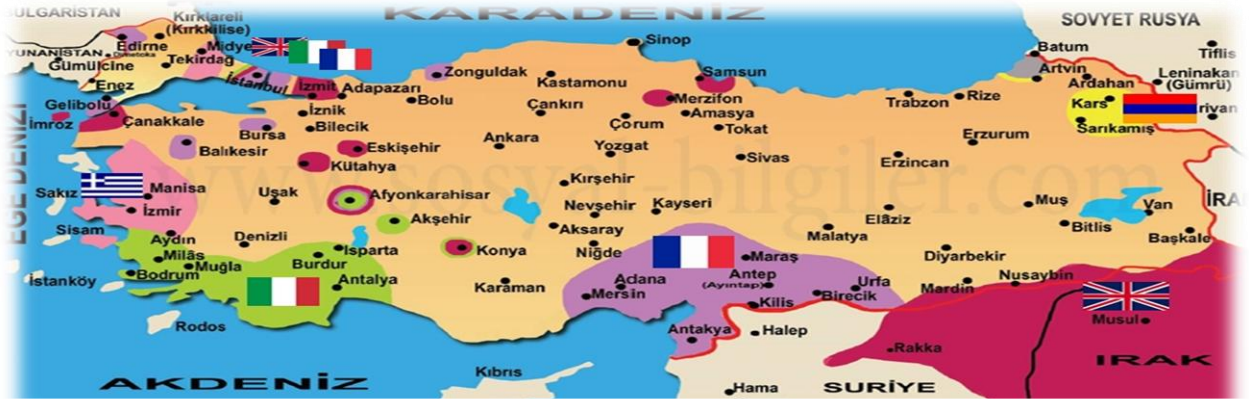 BULGARİSTAN
KARADENİZ
SOVYET RUSYA
Kırklareli
(Kırkkilise)
Edirne
Dimetoka
Midye
YUNANİSTAN
Gümülcine
Tekirdağ
Enez
İstanbul
Gelibolu
İmroz
Çanakkale
EGE DENİZİ
İzmit
Adapazarı
İznik
Bilecik
Bursa
Balıkesir
Zonguldak
Bolu
Sinop
Kastamonu
Çankırı
Samsun
Merzifon
Amasya
Çorum
Tokat
Ankara
Yozgat
Sivas
Trabzon
Rize
Batum
Artvin
Ardahan
Tiflis
Leninakan
(Gümrü)
Kars
rivan
Sarıkamış
Erzurum
Erzincan
Eskişehir
Kütahya
Sakız
Manisa
İzmir
Uşak
Afyonkarahisar
Akşehir
Kırşehir
Nevşehir
Kayseri
Aksaray
Niğde
www.sosyal-bilgiler.com
Muş
Van
Bitlis
Elâziz
Malatya
Başkale
İRA
Sisam
Aydın
Milâs
Muğla
Bodrum
Denizli
Isparta
Burdur
Antalya
Konya
Karaman
Maraş
Adana
Antep
(Ayıntap)
Mersin
Urfa
Birecik
Kilis
Diyarbekir
Nusaybin
Mardin
Musul
İstanköy
Rodos
Antakya
Halep
Rakka
IRAK
AKDENİZ
Kıbrıs
Hama
SURİYE